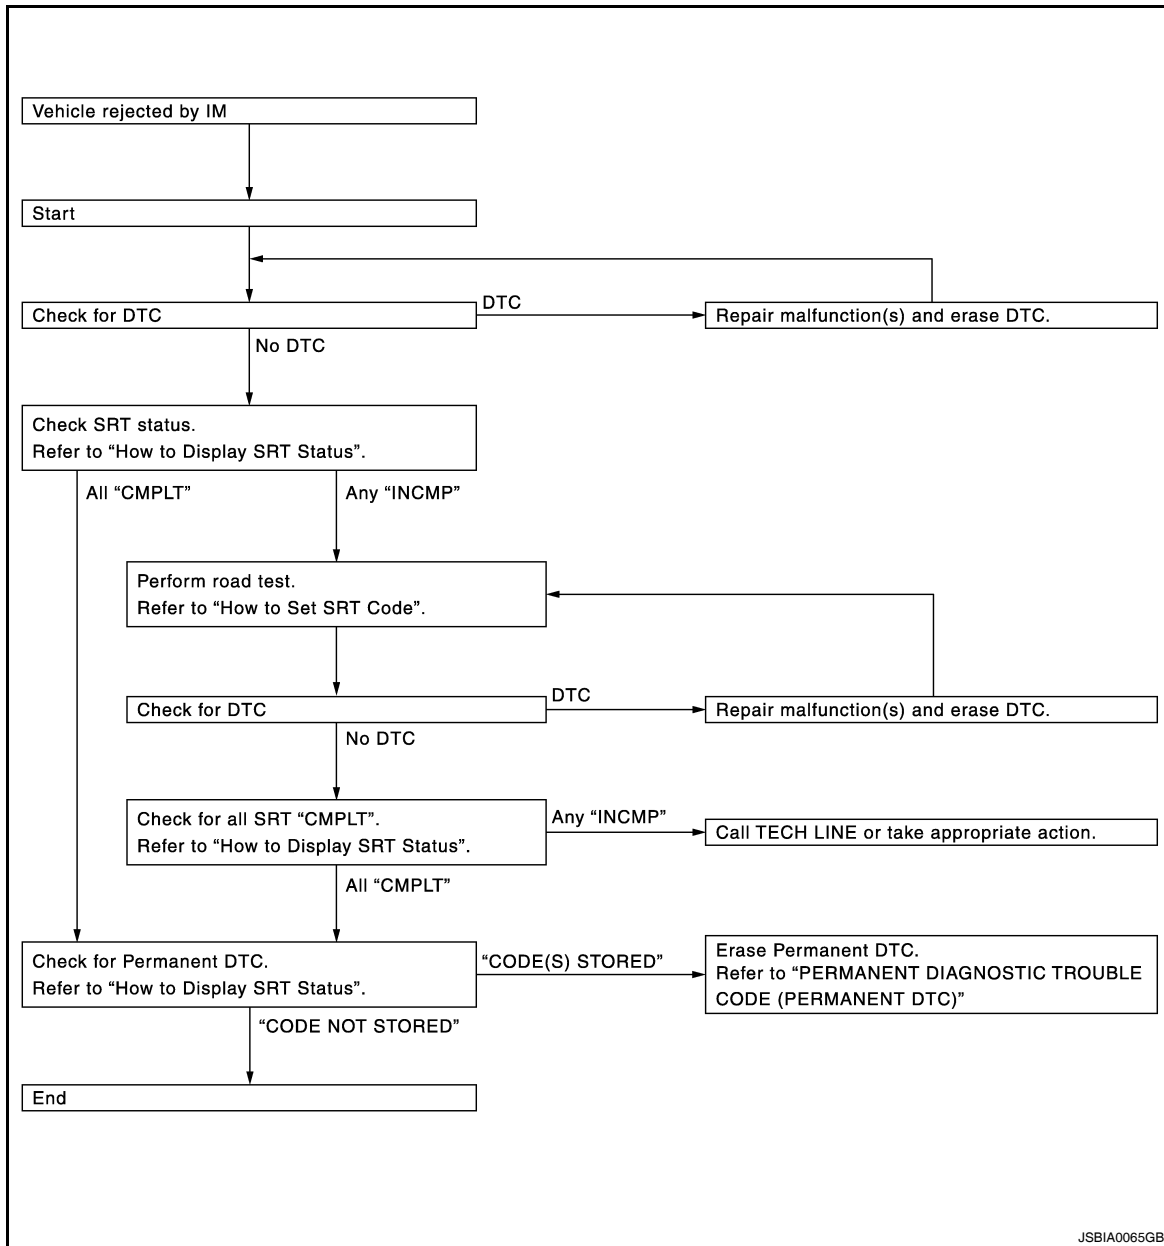 Vehicle rejected by IM
Start
Check for DTC
DTC
Repair malfunction(s) and erase DTC.
No DTC
Check SRT status.
Refer to “How to Display SRT Status”.
All “CMPLT”
Any “INCMP”
Perform road test.
Refer to “How to Set SRT Code”.
Check for DTC
DTC
Repair malfunction(s) and erase DTC.
No DTC
Check for all SRT “CMPLT”.
Refer to “How to Display SRT Status”.
Any “INCMP”
Call TECH LINE or take appropriate action.
All “CMPLT”
Check for Permanent DTC.
Refer to “How to Display SRT Status”.
“CODE(S) STORED”
Erase Permanent DTC.
Refer to “PERMANENT DIAGNOSTIC TROUBLE
CODE (PERMANENT DTC)”
“CODE NOT STORED”
End
JSBIA0065GB